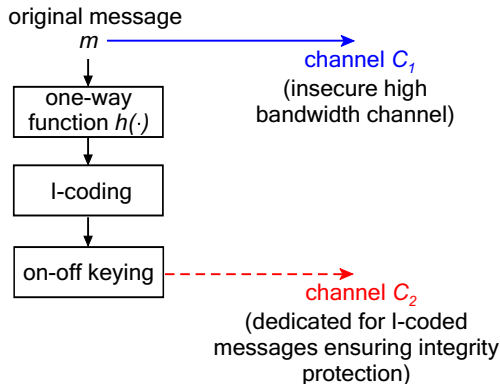 original message
m
channel C1
(insecure high
bandwidth channel)
one-way
function h(·)
I-coding
on-off keying
channel C2
(dedicated for I-coded
messages ensuring integrity
protection)